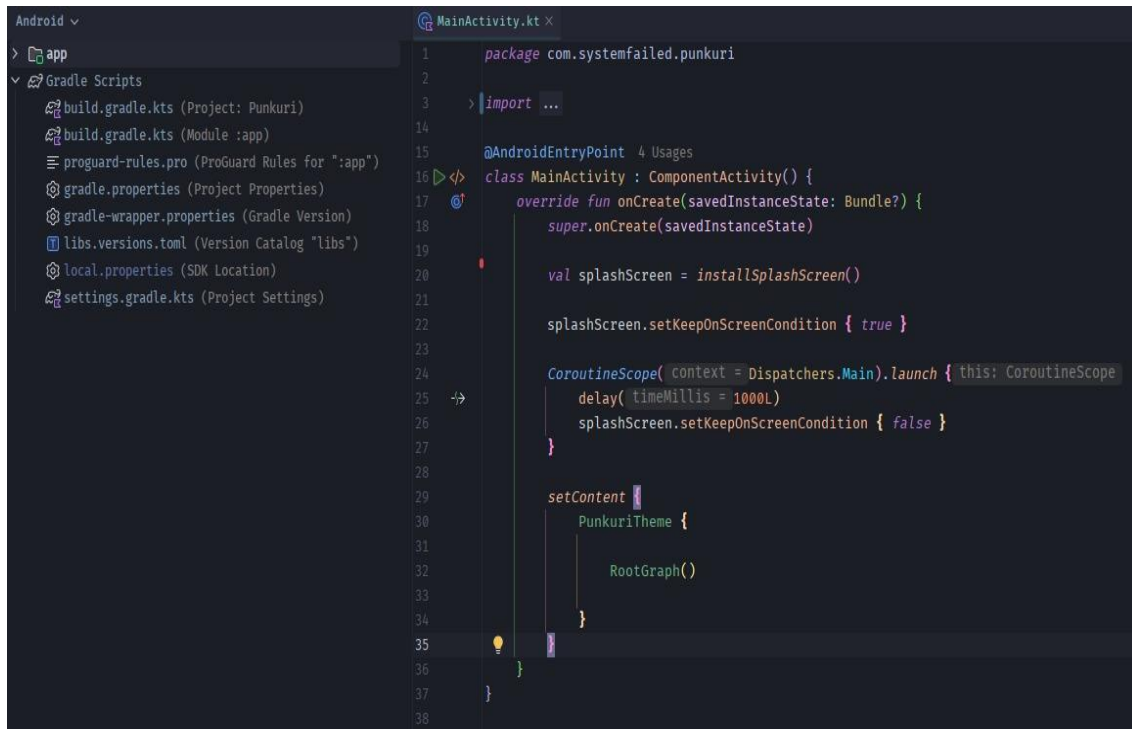 Android
app
Gradle Scripts
build.gradle.kts (Project: Punkuri)
build.gradle.kts (Module :app)
proguard-rules.pro (ProGuard Rules for ":app")
gradle.properties (Project Properties)
gradle-wrapper.properties (Gradle Version)
libs.versions.toml (Version Catalog "libs")
local.properties (SDK Location)
settings.gradle.kts (Project Settings)
MainActivity.kt
1 package com.systemfailed.punkuri
2
3 import ...
14
15 @AndroidEntryPoint 4 Usages
16 class MainActivity : ComponentActivity() {
17 override fun onCreate(savedInstanceState: Bundle?) {
18 super.onCreate(savedInstanceState)
19
20 val splashScreen = installSplashScreen()
21
22 splashScreen.setKeepOnScreenCondition { true }
23
24 CoroutineScope( context = Dispatchers.Main).launch { this: CoroutineScope
25 delay( timeMillis = 1000L)
26 splashScreen.setKeepOnScreenCondition { false }
27 }
28
29 setContent {
30 PunkuriTheme {
31
32 RootGraph()
33
34 }
35 }
36 }
37 }
38